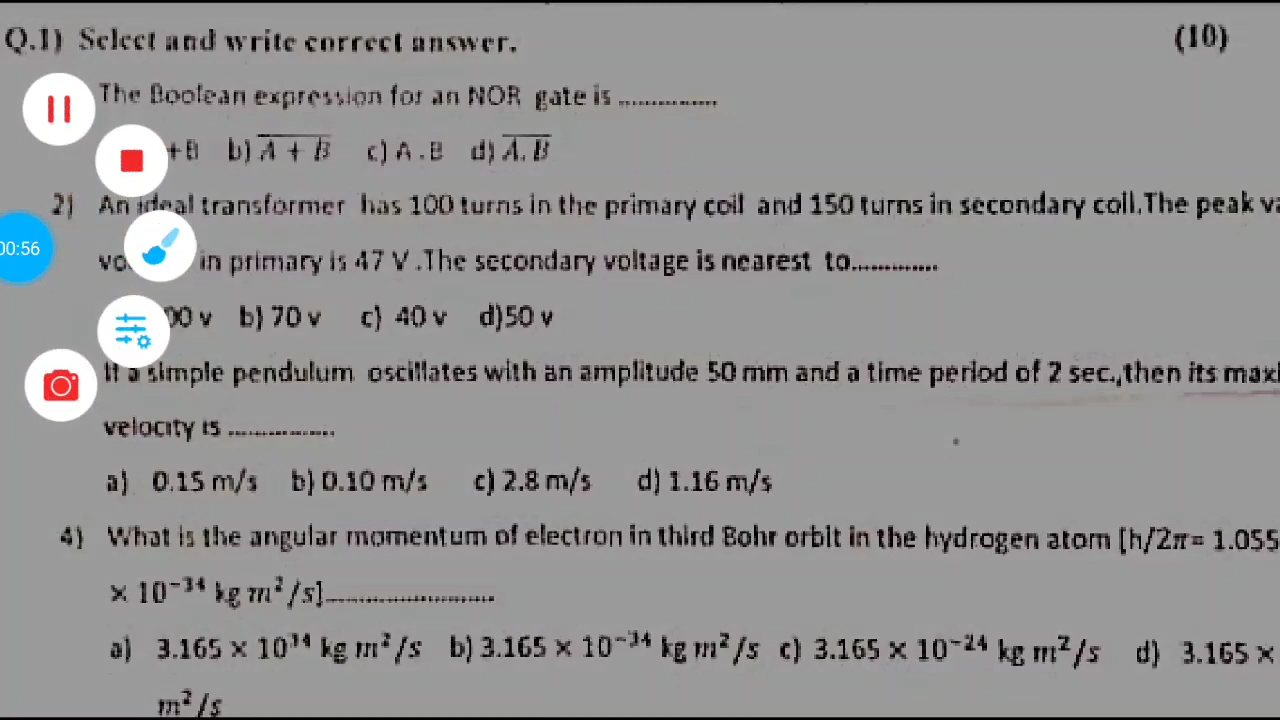 Q.1) Select and write correct answer. (10)
The Boolean expression for an NOR gate is ...............
+B b) \overline{A + B} c) A . B d) \overline{A. B}
2) An ideal transformer has 100 turns in the primary coil and 150 turns in secondary coil.The peak
in primary is 47 V .The secondary voltage is nearest to.............
00:56
00 v b) 70 v c) 40 v d)50 v
If a simple pendulum oscillates with an amplitude 50 mm and a time period of 2 sec.,then its
velocity is ................
a) 0.15 m/s b) 0.10 m/s c) 2.8 m/s d) 1.16 m/s
4) What is the angular momentum of electron in third Bohr orbit in the hydrogen atom [h/2π= 1.055
× 10⁻³⁴ kg m²/s]..........................
a) 3.165 × 10³⁴ kg m²/s b) 3.165 × 10⁻³⁴ kg m²/s c) 3.165 × 10⁻²⁴ kg m²/s d) 3.165 ×
m²/s